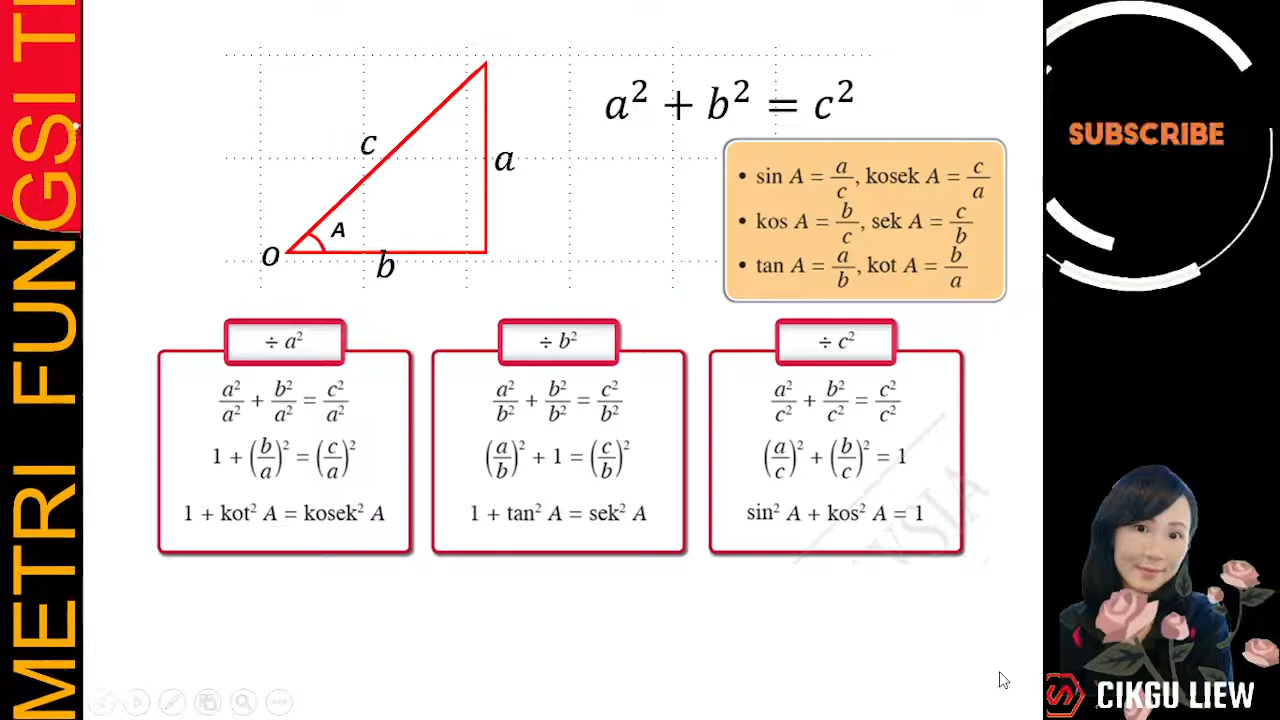 METRI FUNGSI TI
a² + b² = c²
c
a
A
O
b
• sin A = a/c, kosek A = c/a
• kos A = b/c, sek A = c/b
• tan A = a/b, kot A = b/a
÷ a²
a²/a² + b²/a² = c²/a²
1 + (b/a)² = (c/a)²
1 + kot² A = kosek² A
÷ b²
a²/b² + b²/b² = c²/b²
(a/b)² + 1 = (c/b)²
1 + tan² A = sek² A
÷ c²
a²/c² + b²/c² = c²/c²
(a/c)² + (b/c)² = 1
sin² A + kos² A = 1
SUBSCRIBE
CIKGU LIEW